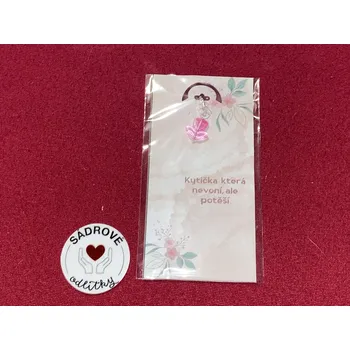 Kytička která
nevoní, ale
potěší
SÁDROVÉ
odlitky